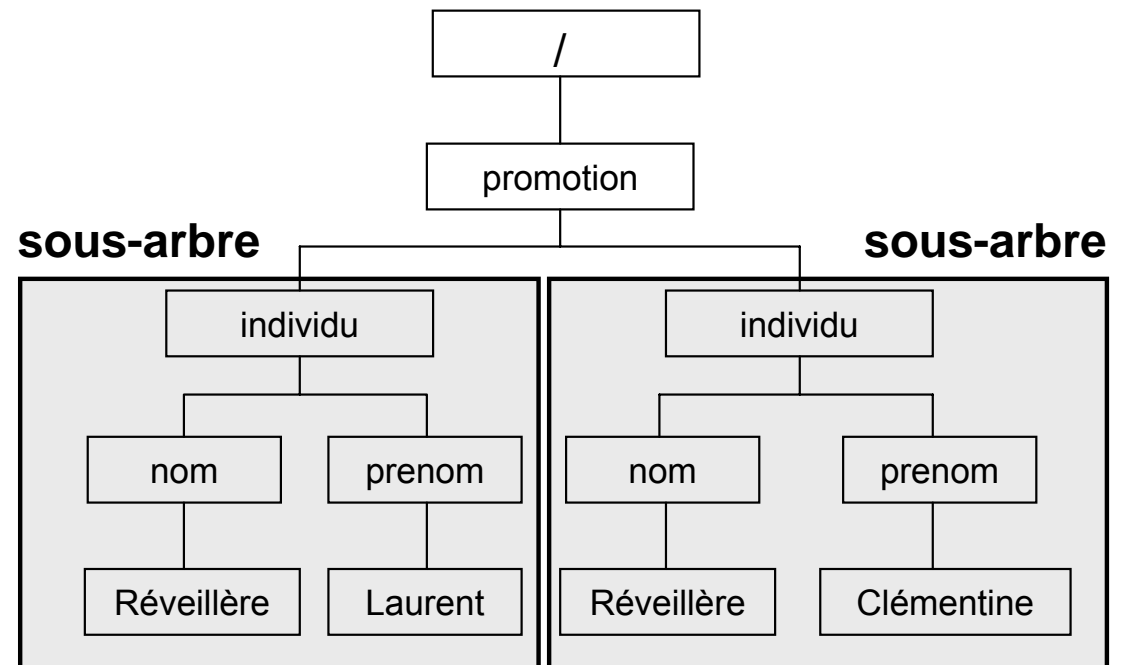 /
promotion
sous-arbre sous-arbre
individu individu
nom prenom nom prenom
Réveillère Laurent Réveillère Clémentine